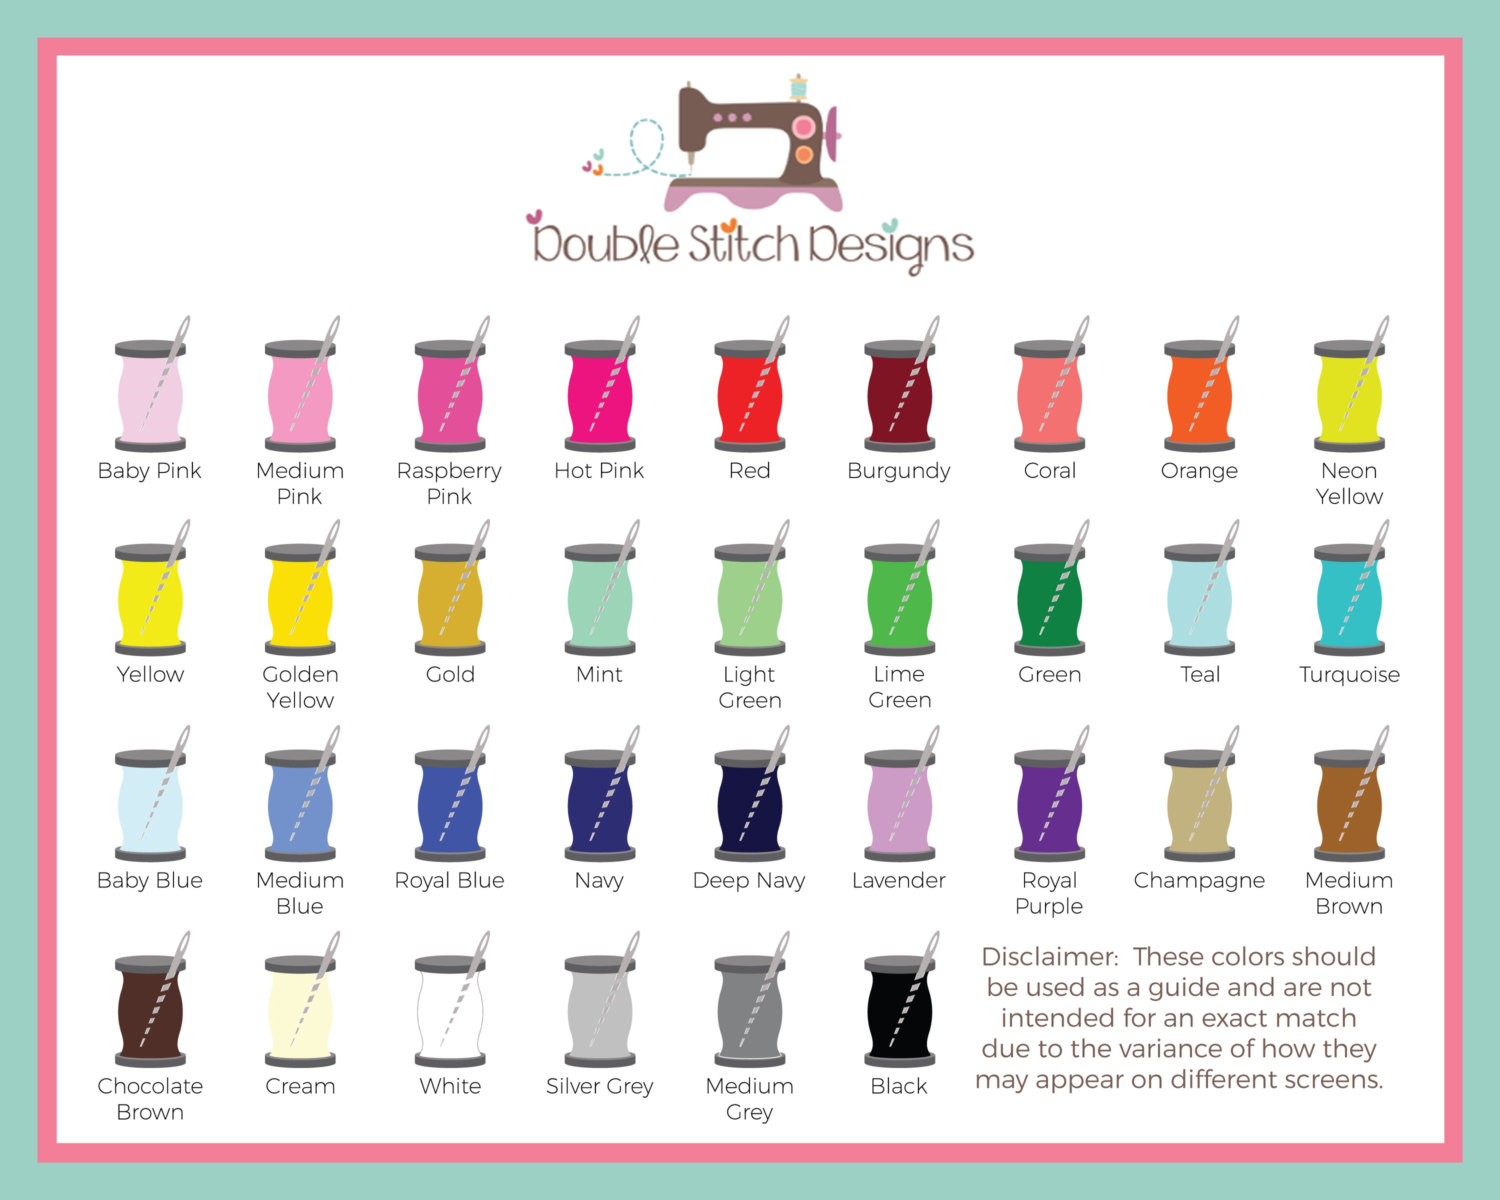 Double Stitch Designs
Baby Pink
Medium
Pink
Raspberry
Pink
Hot Pink
Red
Burgundy
Coral
Orange
Neon
Yellow
Yellow
Golden
Yellow
Gold
Mint
Light
Green
Lime
Green
Green
Teal
Turquoise
Baby Blue
Medium
Blue
Royal Blue
Navy
Deep Navy
Lavender
Royal
Purple
Champagne
Medium
Brown
Chocolate
Brown
Cream
White
Silver Grey
Medium
Grey
Black
Disclaimer:  These colors should
be used as a guide and are not
intended for an exact match
due to the variance of how they
may appear on different screens.